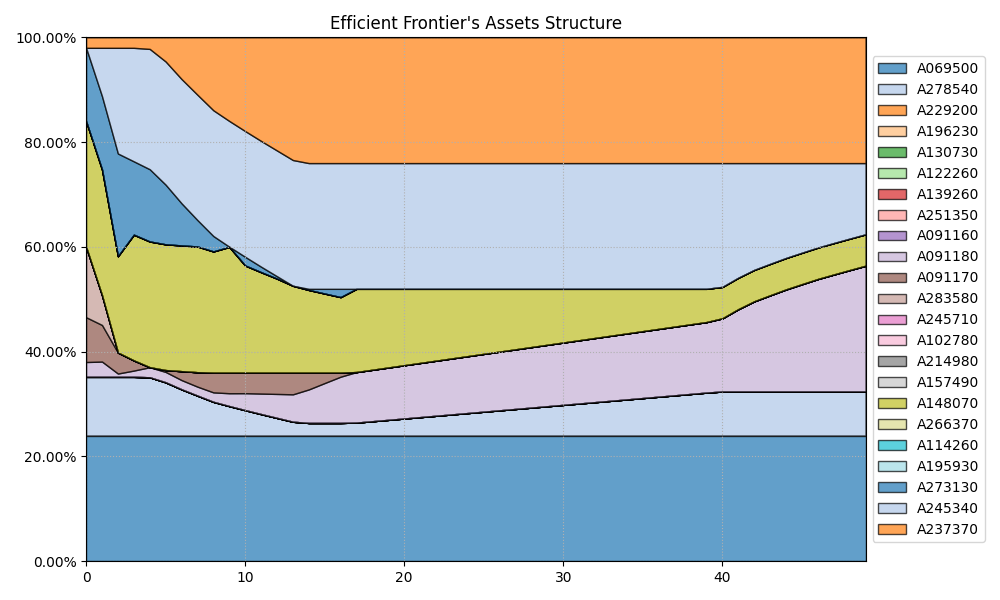 Efficient Frontier's Assets Structure
100.00%
80.00%
60.00%
40.00%
20.00%
0.00%
0 10 20 30 40
A069500
A278540
A229200
A196230
A130730
A122260
A139260
A251350
A091160
A091180
A091170
A283580
A245710
A102780
A214980
A157490
A148070
A266370
A114260
A195930
A273130
A245340
A237370